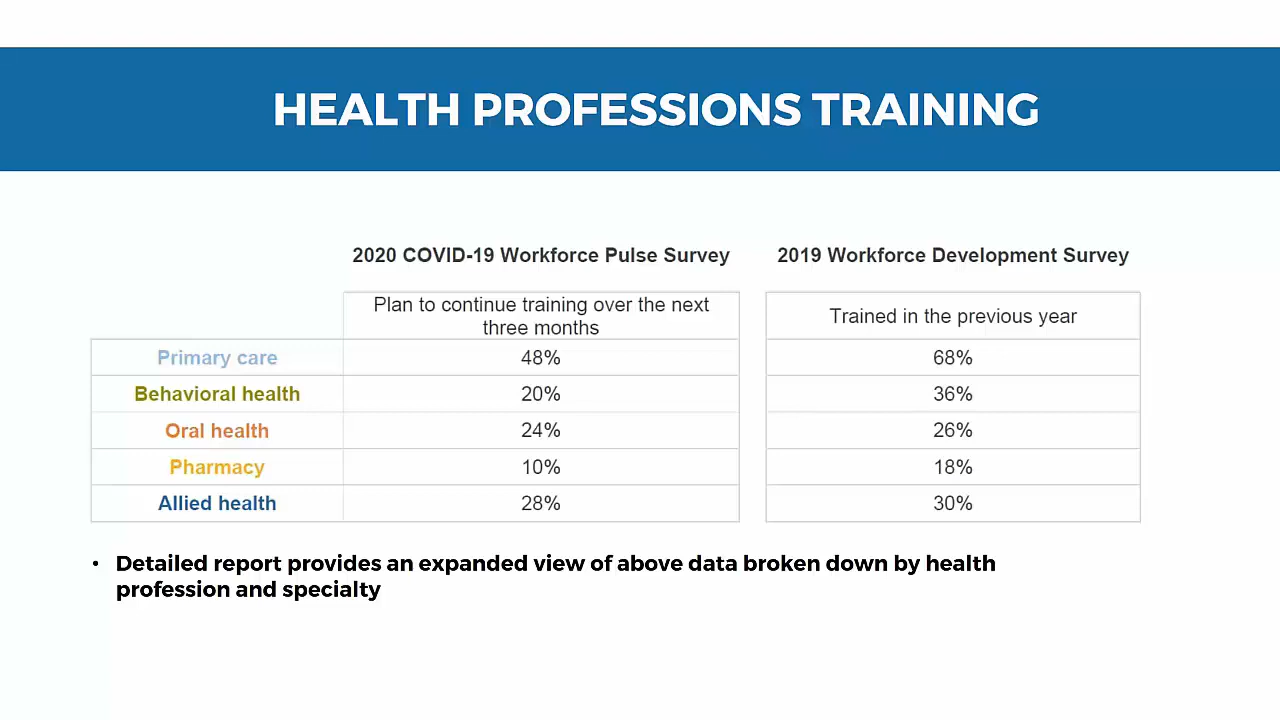 HEALTH PROFESSIONS TRAINING
2020 COVID-19 Workforce Pulse Survey
2019 Workforce Development Survey
Plan to continue training over the next
three months
Trained in the previous year
Primary care 48% 68%
Behavioral health 20% 36%
Oral health 24% 26%
Pharmacy 10% 18%
Allied health 28% 30%
• Detailed report provides an expanded view of above data broken down by health
profession and specialty